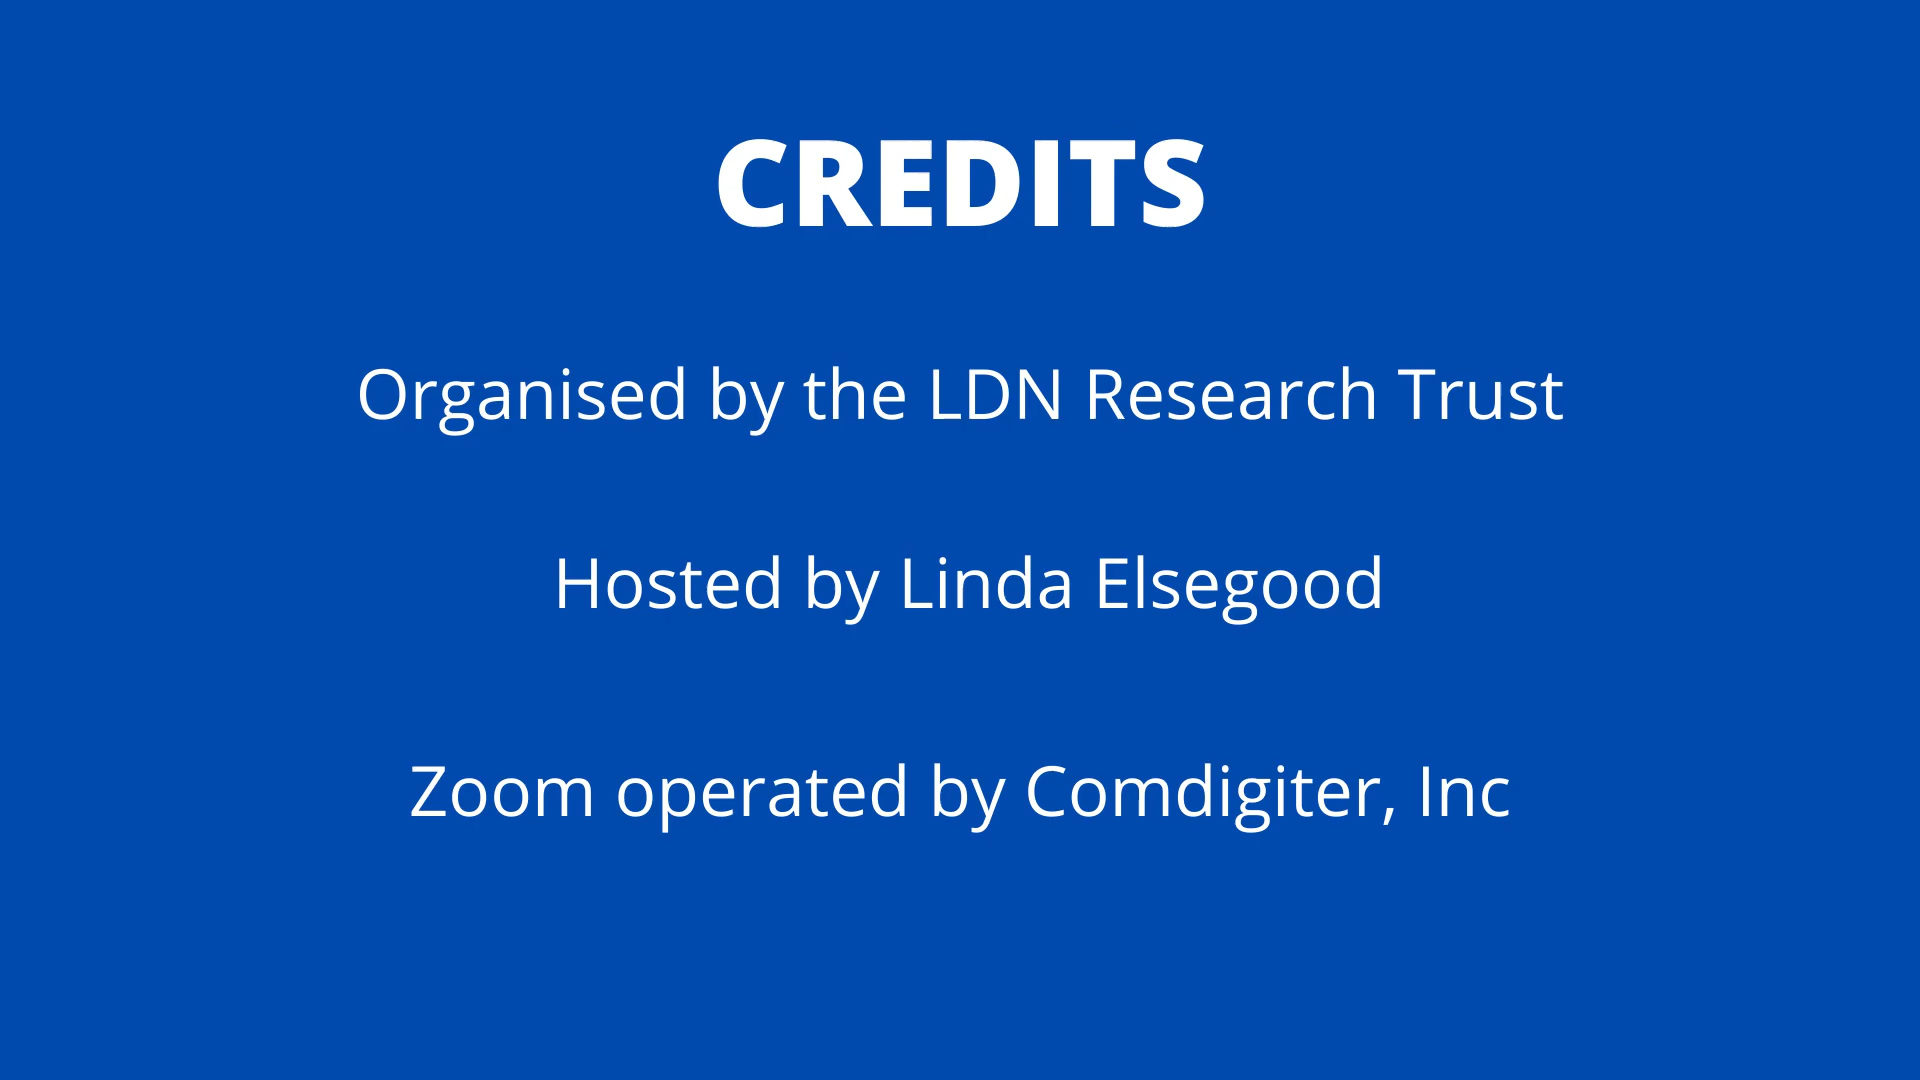 CREDITS
Organised by the LDN Research Trust
Hosted by Linda Elsegood
Zoom operated by Comdigiter, Inc